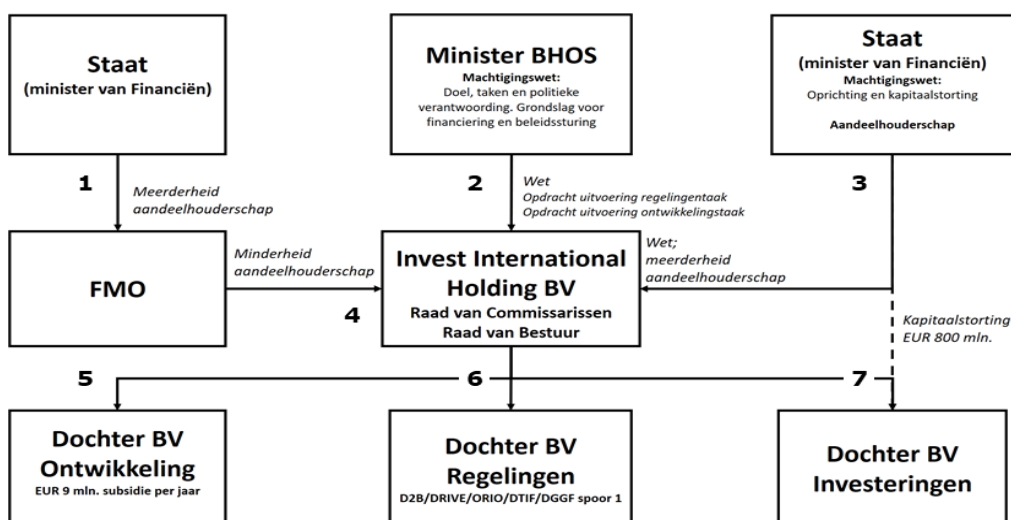 Staat
(minister van Financiën)
Minister BHOS
Machtigingswet:
Doel, taken en politieke
verantwoording. Grondslag voor
financiering en beleidssturing
Staat
(minister van Financiën)
Machtigingswet:
Oprichting en kapitaalstorting
Aandeelhouderschap
1
Meerderheid
aandeelhouderschap
2
Wet
Opdracht uitvoering regelingentaak
Opdracht uitvoering ontwikkelingstaak
3
FMO
Minderheid
aandeelhouderschap
4
Invest International
Holding BV
Raad van Commissarissen
Raad van Bestuur
Wet;
meerderheid
aandeelhouderschap
Kapitaalstorting
EUR 800 mln.
5
6
7
Dochter BV
Ontwikkeling
EUR 9 mln. subsidie per jaar
Dochter BV
Regelingen
D2B/DRIVE/ORIO/DTIF/DGGF spoor 1
Dochter BV
Investeringen